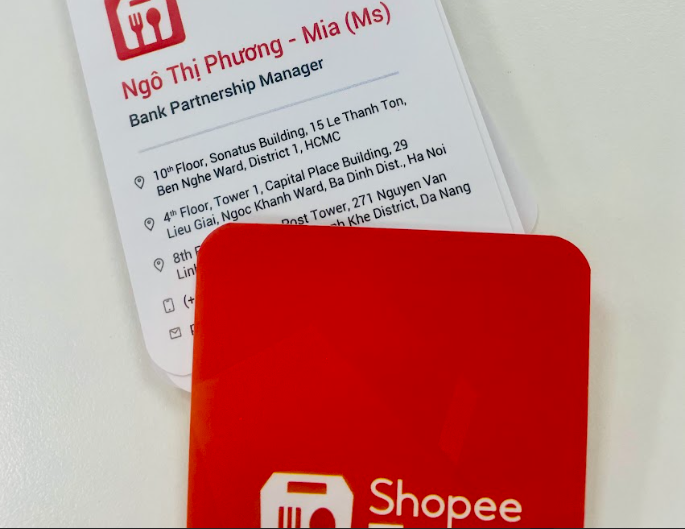 Ngô Thị Phương - Mia (Ms)
Bank Partnership Manager
10th Floor, Sonatus Building, 15 Le Thanh Ton,
Ben Nghe Ward, District 1, HCMC
4th Floor, Tower 1, Capital Place Building, 29
Lieu Giai, Ngoc Khanh Ward, Ba Dinh Dist., Ha Noi
8th Post Tower, 271 Nguyen Van
Khe District, Da Nang
(+
Shopee